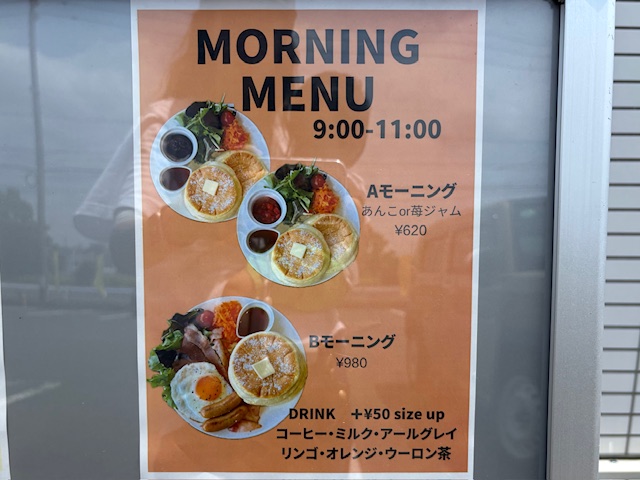 MORNING
MENU
9:00-11:00
Aモーニング
あんこor苺ジャム
¥620
Bモーニング
¥980
DRINK +¥50 size up
コーヒー・ミルク・アールグレイ
リンゴ・オレンジ・ウーロン茶